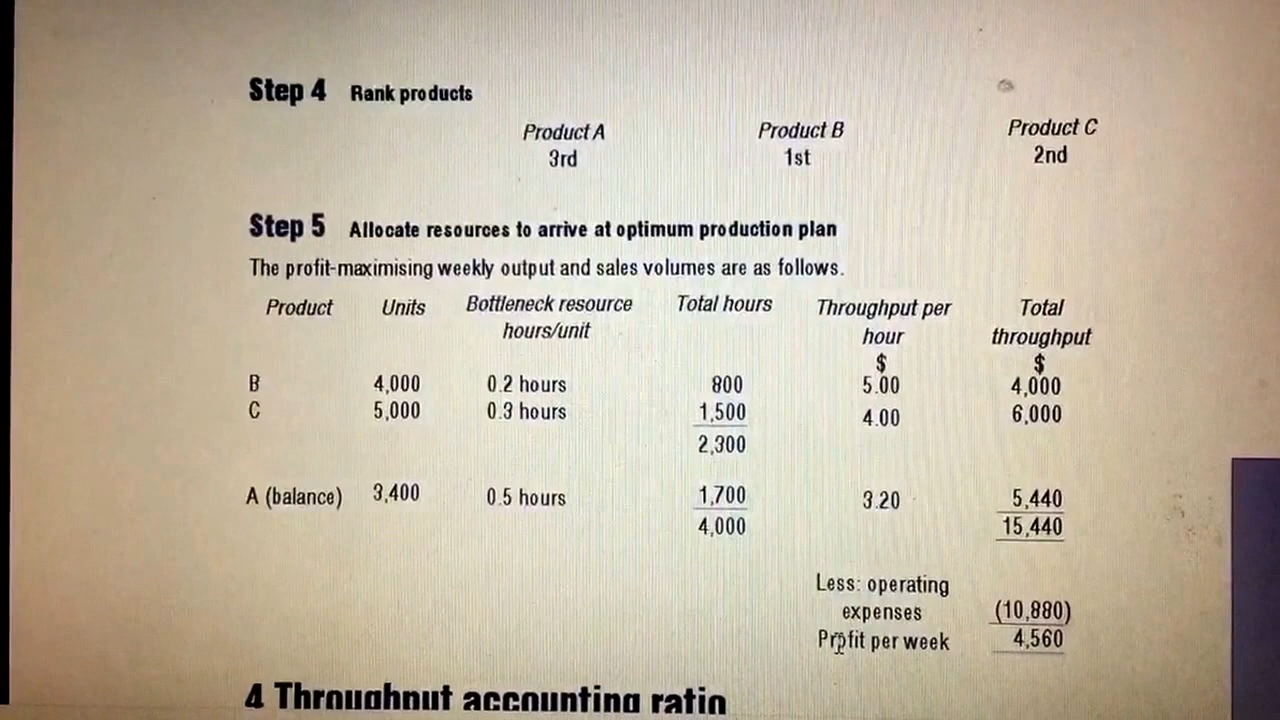 Step 4 Rank products
Product A Product B Product C
3rd 1st 2nd
Step 5 Allocate resources to arrive at optimum production plan
The profit-maximising weekly output and sales volumes are as follows.
Product Units Bottleneck resource Total hours Throughput per Total
hours/unit hour throughput
$ $
B 4,000 0.2 hours 800 5.00 4,000
C 5,000 0.3 hours 1,500 4.00 6,000
2,300
A (balance) 3,400 0.5 hours 1,700 3.20 5,440
4,000 15,440
Less: operating
expenses (10,880)
Profit per week 4,560
4 Throughput accounting ratio